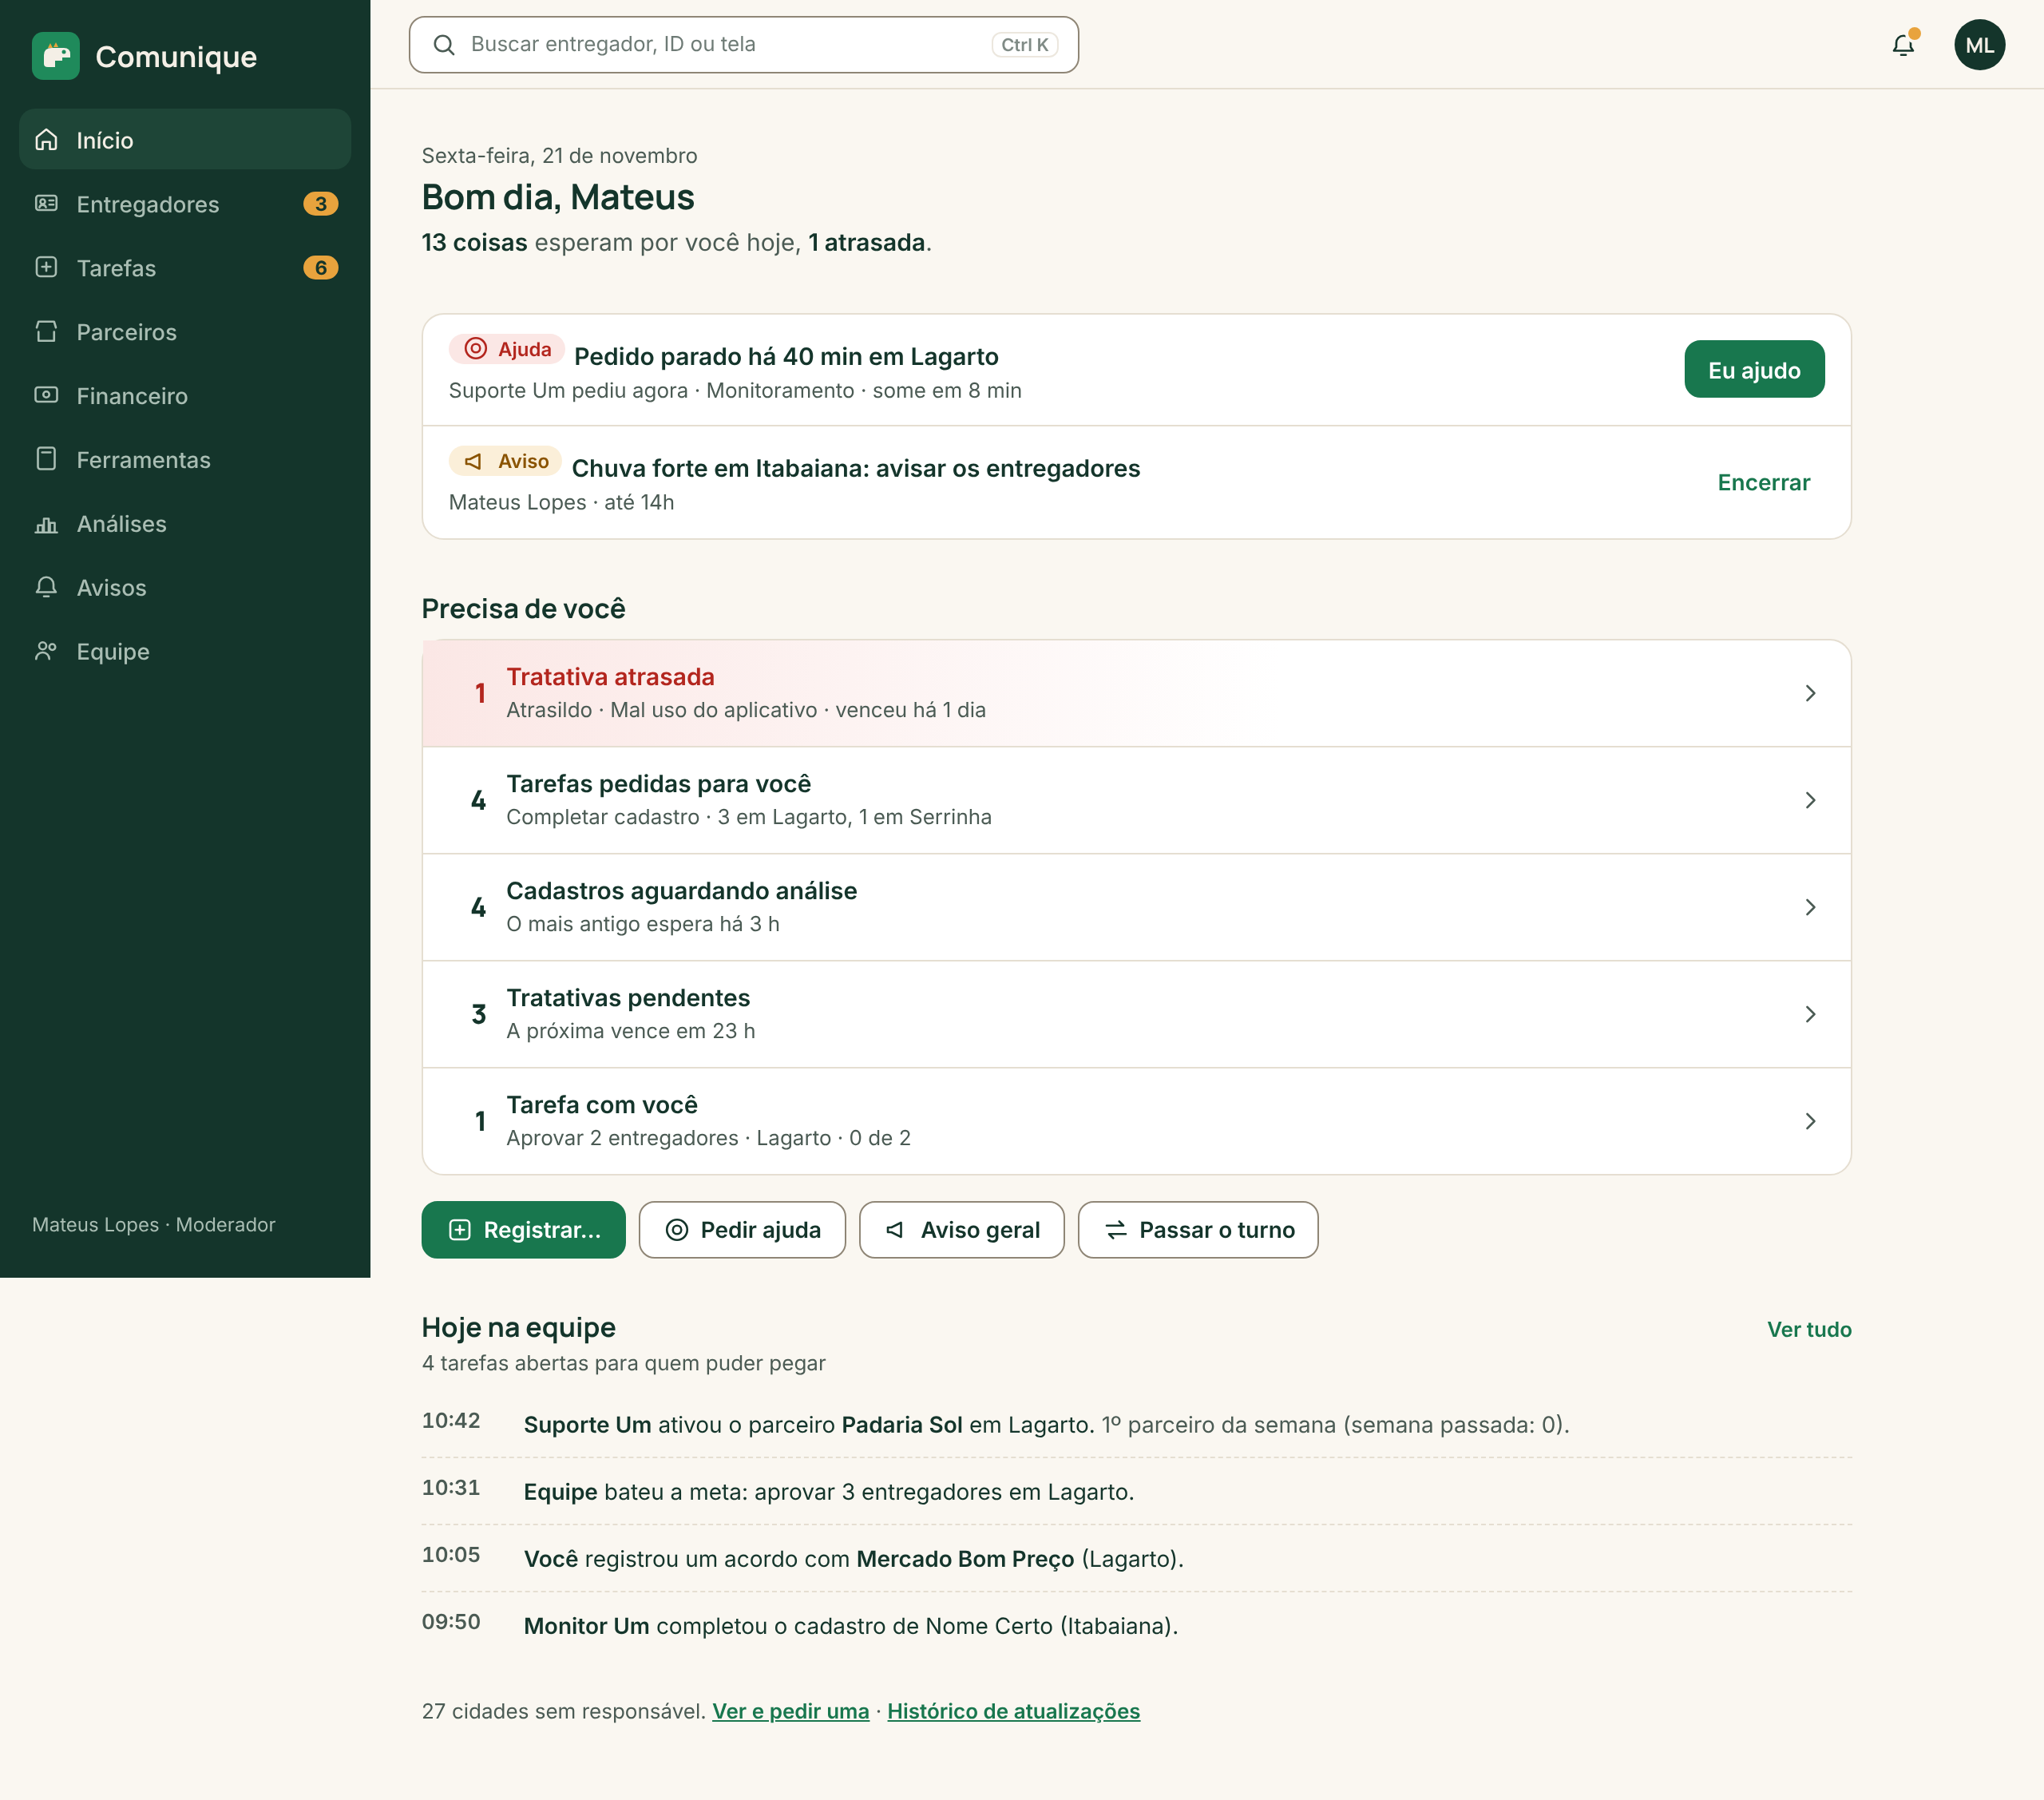 Comunique
Início
Entregadores 3
Tarefas 6
Parceiros
Financeiro
Ferramentas
Análises
Avisos
Equipe
Mateus Lopes · Moderador
Buscar entregador, ID ou tela Ctrl K
ML
Sexta-feira, 21 de novembro
Bom dia, Mateus
13 coisas esperam por você hoje, 1 atrasada.
Ajuda Pedido parado há 40 min em Lagarto
Suporte Um pediu agora · Monitoramento · some em 8 min
Eu ajudo
Aviso Chuva forte em Itabaiana: avisar os entregadores
Mateus Lopes · até 14h
Encerrar
Precisa de você
1 Tratativa atrasada
Atrasildo · Mal uso do aplicativo · venceu há 1 dia
4 Tarefas pedidas para você
Completar cadastro · 3 em Lagarto, 1 em Serrinha
4 Cadastros aguardando análise
O mais antigo espera há 3 h
3 Tratativas pendentes
A próxima vence em 23 h
1 Tarefa com você
Aprovar 2 entregadores · Lagarto · 0 de 2
Registrar... Pedir ajuda Aviso geral Passar o turno
Hoje na equipe Ver tudo
4 tarefas abertas para quem puder pegar
10:42 Suporte Um ativou o parceiro Padaria Sol em Lagarto. 1º parceiro da semana (semana passada: 0).
10:31 Equipe bateu a meta: aprovar 3 entregadores em Lagarto.
10:05 Você registrou um acordo com Mercado Bom Preço (Lagarto).
09:50 Monitor Um completou o cadastro de Nome Certo (Itabaiana).
27 cidades sem responsável. Ver e pedir uma · Histórico de atualizações